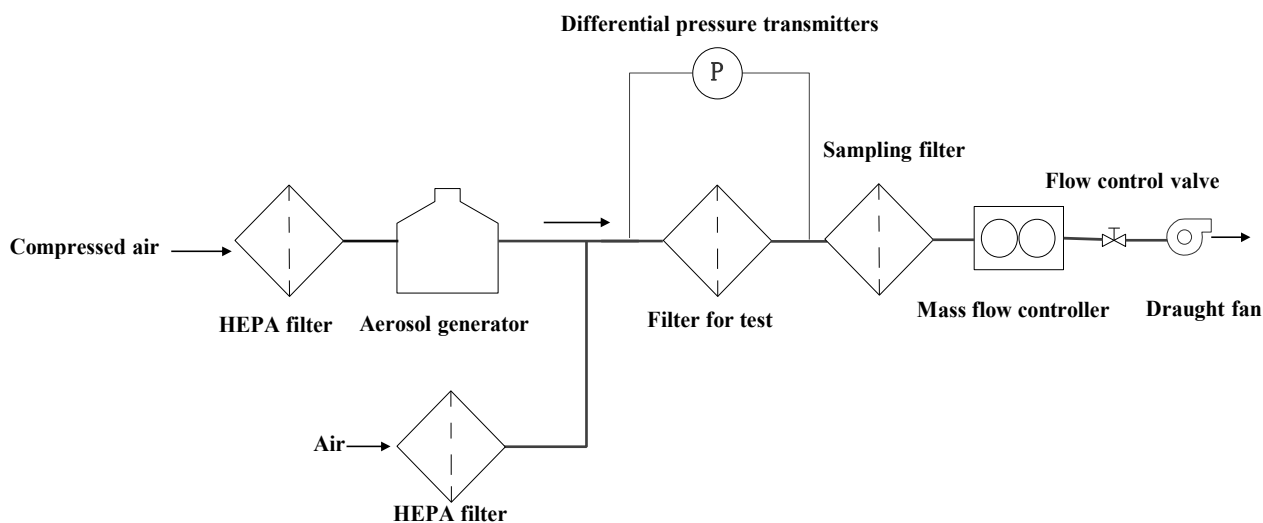 Differential pressure transmitters
P
Sampling filter
Flow control valve
Compressed air
HEPA filter
Aerosol generator
Filter for test
Mass flow controller
Draught fan
Air
HEPA filter